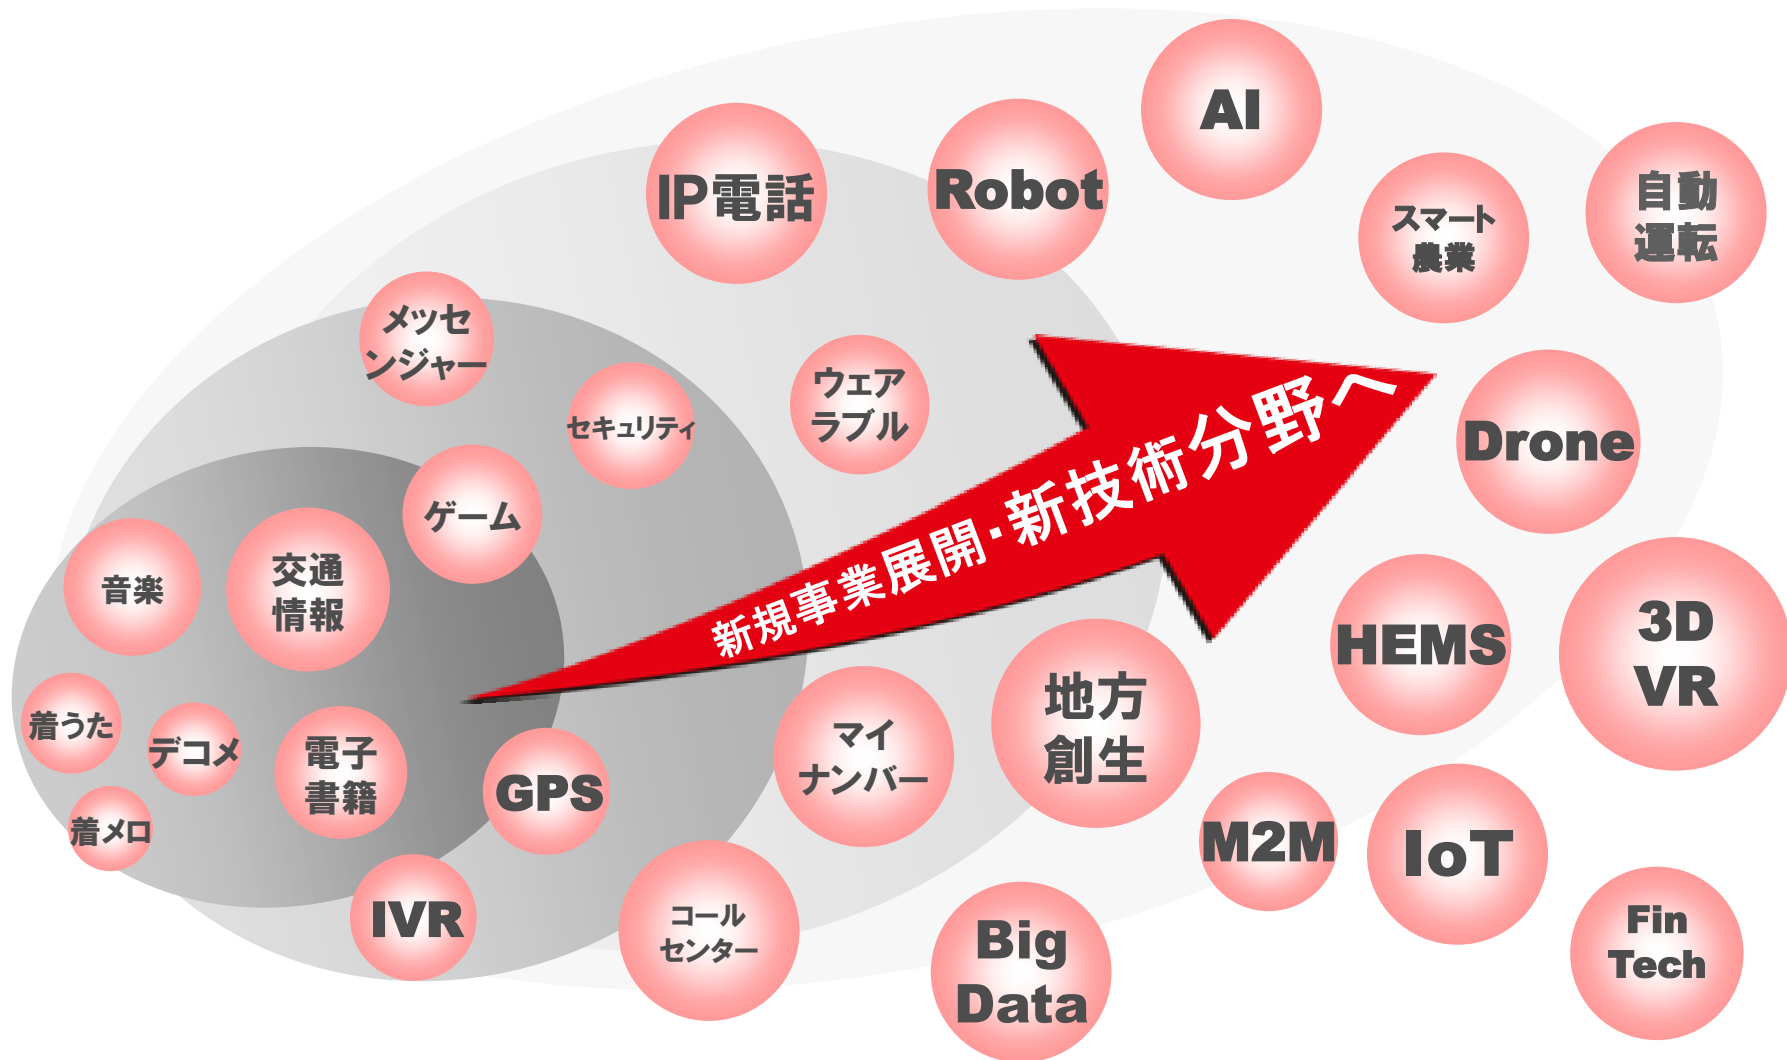 AI
IP電話
Robot
スマート
農業
自動
運転
メッセ
ンジャー
セキュリティ
ウェア
ラブル
新規事業展開・新技術分野へ
Drone
ゲーム
音楽
交通
情報
HEMS
3D
VR
着うた
デコメ
電子
書籍
GPS
マイ
ナンバー
地方
創生
着メロ
M2M
IoT
IVR
コール
センター
Big
Data
Fin
Tech